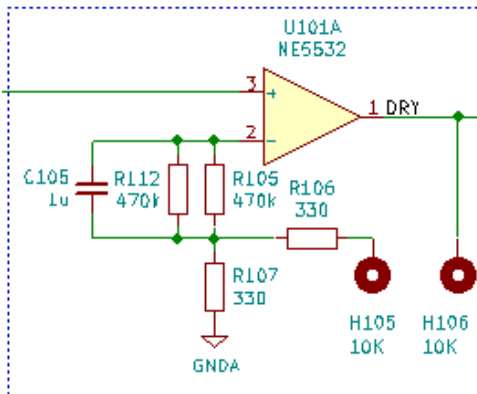 U101A
NE5532
3
+
1 DRY
2
-
C105
1u
R112
470k
R105
470k
R106
330
R107
330
GNDA
H105
10K
H106
10K